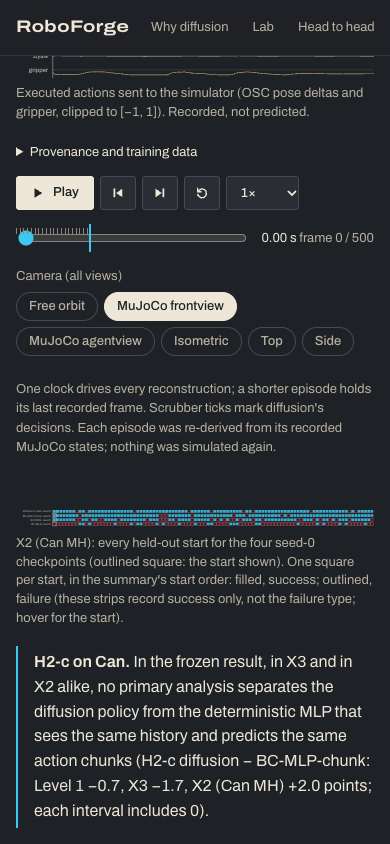 RoboForge
Why diffusion
Lab
Head to head
gripper
Executed actions sent to the simulator (OSC pose deltas and
gripper, clipped to [−1, 1]). Recorded, not predicted.
Provenance and training data
Play
1×
0.00 s frame 0 / 500
Camera (all views)
Free orbit
MuJoCo frontview
MuJoCo agentview
Isometric
Top
Side
One clock drives every reconstruction; a shorter episode holds
its last recorded frame. Scrubber ticks mark diffusion's
decisions. Each episode was re-derived from its recorded
MuJoCo states; nothing was simulated again.
X2 (Can MH): every held-out start for the four seed-0
checkpoints (outlined square: the start shown). One square
per start, in the summary's start order: filled, success; outlined,
failure (these strips record success only, not the failure type;
hover for the start).
H2-c on Can. In the frozen result, in X3 and in
X2 alike, no primary analysis separates the
diffusion policy from the deterministic MLP that
sees the same history and predicts the same
action chunks (H2-c diffusion − BC-MLP-chunk:
Level 1 −0.7, X3 −1.7, X2 (Can MH) +2.0 points;
each interval includes 0).